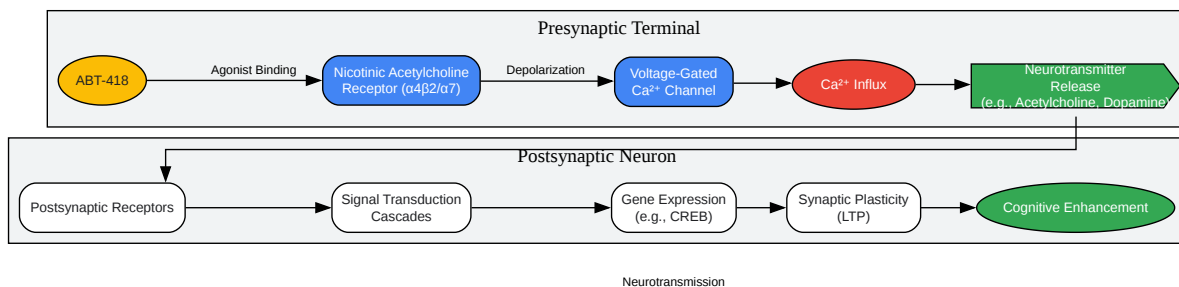 Presynaptic Terminal
ABT-418
Agonist Binding
Nicotinic Acetylcholine
Receptor (α4β2/α7)
Depolarization
Voltage-Gated
Ca²⁺ Channel
Ca²⁺ Influx
Neurotransmitter
Release
(e.g., Acetylcholine, Dopamine)
Postsynaptic Neuron
Postsynaptic Receptors
Signal Transduction
Cascades
Gene Expression
(e.g., CREB)
Synaptic Plasticity
(LTP)
Cognitive Enhancement
Neurotransmission